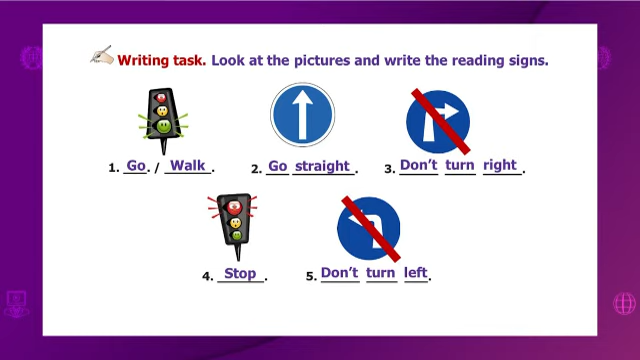 Writing task. Look at the pictures and write the reading signs.
1. Go. / Walk.
2. Go straight.
3. Don't turn right.
4. Stop.
5. Don't turn left.